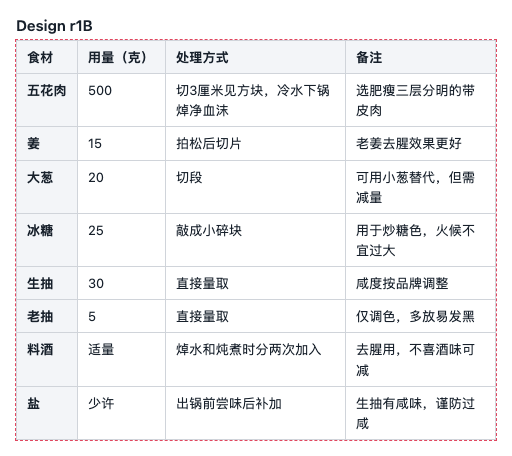 Design r1B
食材 用量（克） 处理方式 备注
五花肉 500 切3厘米见方块，冷水下锅 选肥瘦三层分明的带
焯净血沫 皮肉
姜 15 拍松后切片 老姜去腥效果更好
大葱 20 切段 可用小葱替代，但需
减量
冰糖 25 敲成小碎块 用于炒糖色，火候不
宜过大
生抽 30 直接量取 咸度按品牌调整
老抽 5 直接量取 仅调色，多放易发黑
料酒 适量 焯水和炖煮时分两次加入 去腥用，不喜酒味可
减
盐 少许 出锅前尝味后补加 生抽有咸味，谨防过
咸